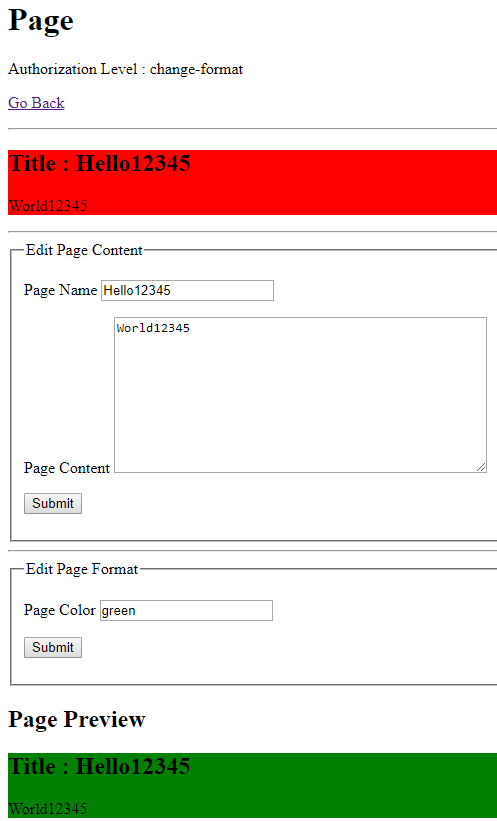 Page
Authorization Level : change-format
Go Back
Title : Hello12345
World12345
Edit Page Content
Page Name Hello12345
World12345
Page Content
Submit
Edit Page Format
Page Color green
Submit
Page Preview
Title : Hello12345
World12345